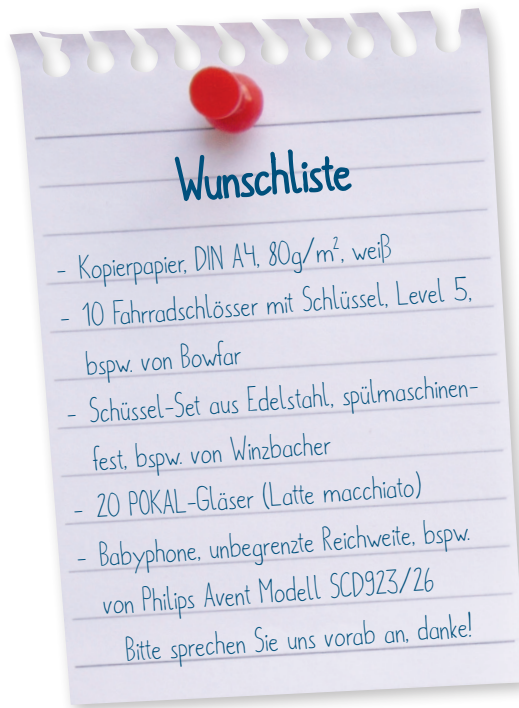 Wunschliste
- Kopierpapier, DIN A4, 80g/m², weiß
- 10 Fahrradschlösser mit Schlüssel, Level 5,
bspw. von Bowfar
- Schüssel-Set aus Edelstahl, spülmaschinen-
fest, bspw. von Winzbacher
- 20 POKAL-Gläser (Latte macchiato)
- Babyphone, unbegrenzte Reichweite, bspw.
von Philips Avent Modell SCD923/26
Bitte sprechen Sie uns vorab an, danke!